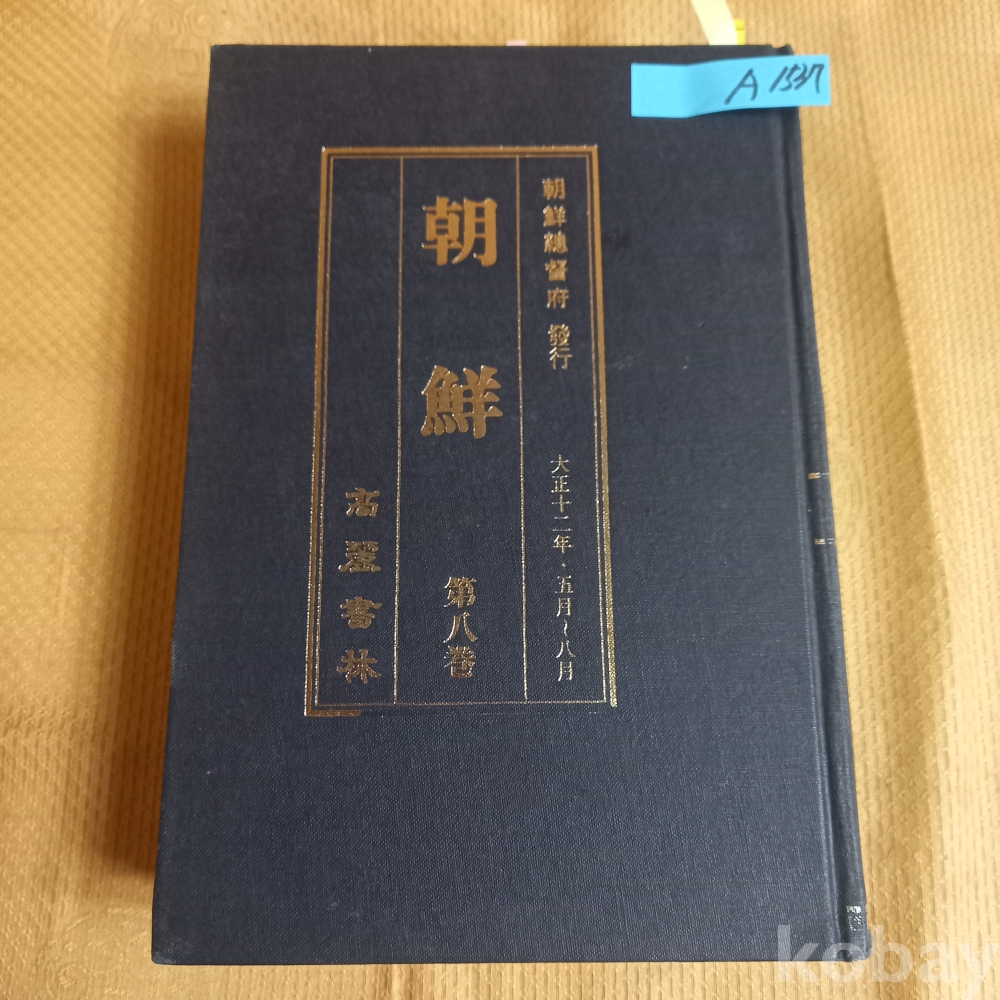 A 1537
朝鮮總督府 發行
大正十二年·五月~八月
朝鮮
第八卷
高麗書林
kobay